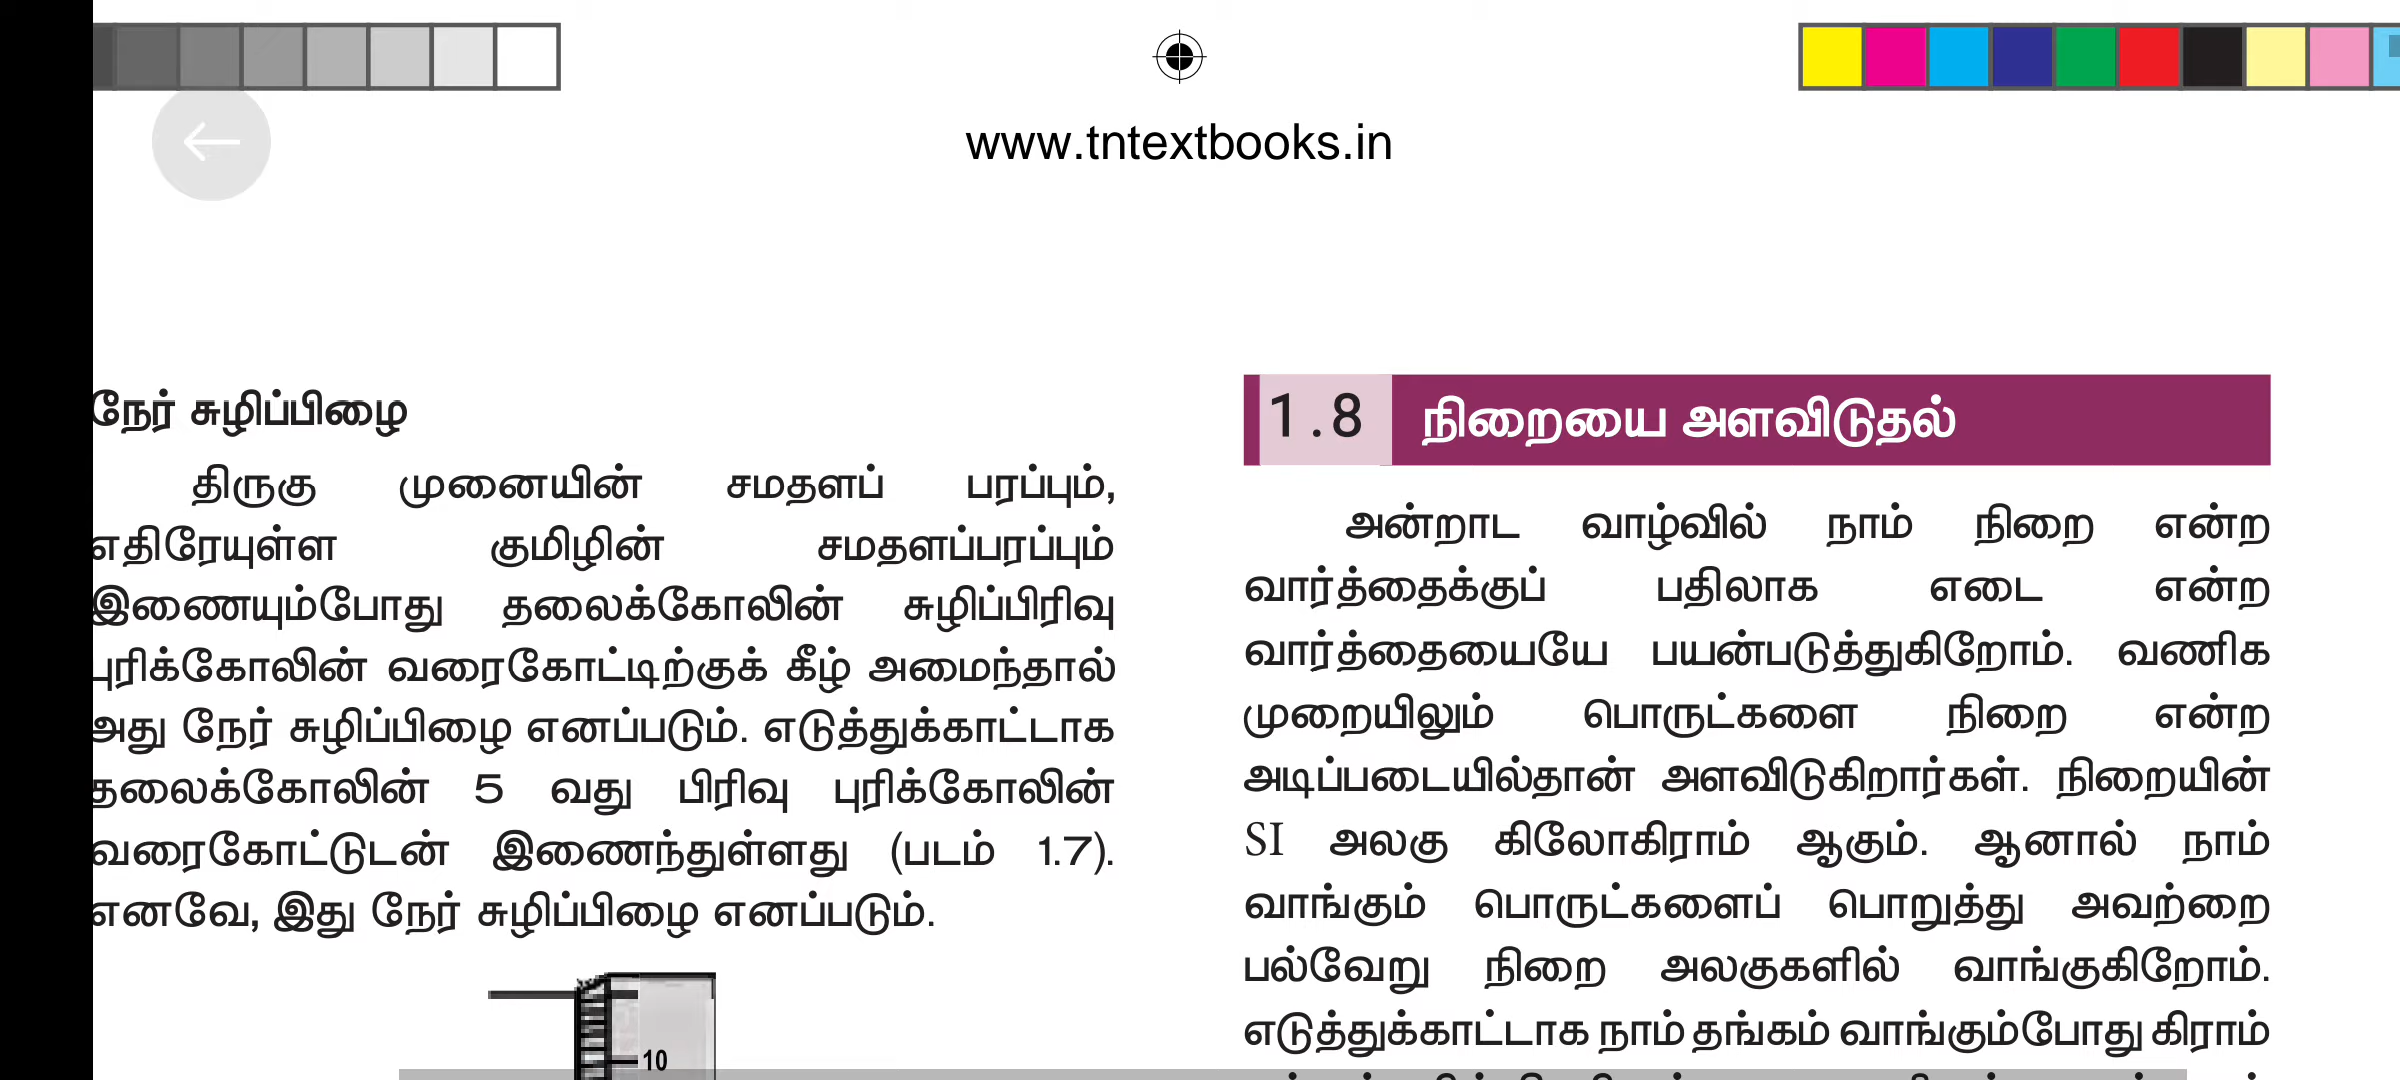 www.tntextbooks.in
நேர் சுழிப்பிழை
திருகு முனையின் சமதளப் பரப்பும்,
எதிரேயுள்ள குமிழின் சமதளப்பரப்பும்
இணையும்போது தலைக்கோலின் சுழிப்பிரிவு
புரிக்கோலின் வரைகோட்டிற்குக் கீழ் அமைந்தால்
அது நேர் சுழிப்பிழை எனப்படும். எடுத்துக்காட்டாக
தலைக்கோலின் 5 வது பிரிவு புரிக்கோலின்
வரைகோட்டுடன் இணைந்துள்ளது (படம் 1.7).
எனவே, இது நேர் சுழிப்பிழை எனப்படும்.
10
1.8 நிறையை அளவிடுதல்
அன்றாட வாழ்வில் நாம் நிறை என்ற
வார்த்தைக்குப் பதிலாக எடை என்ற
வார்த்தையையே பயன்படுத்துகிறோம். வணிக
முறையிலும் பொருட்களை நிறை என்ற
அடிப்படையில்தான் அளவிடுகிறார்கள். நிறையின்
SI அலகு கிலோகிராம் ஆகும். ஆனால் நாம்
வாங்கும் பொருட்களைப் பொறுத்து அவற்றை
பல்வேறு நிறை அலகுகளில் வாங்குகிறோம்.
எடுத்துக்காட்டாக நாம் தங்கம் வாங்கும்போது கிராம்